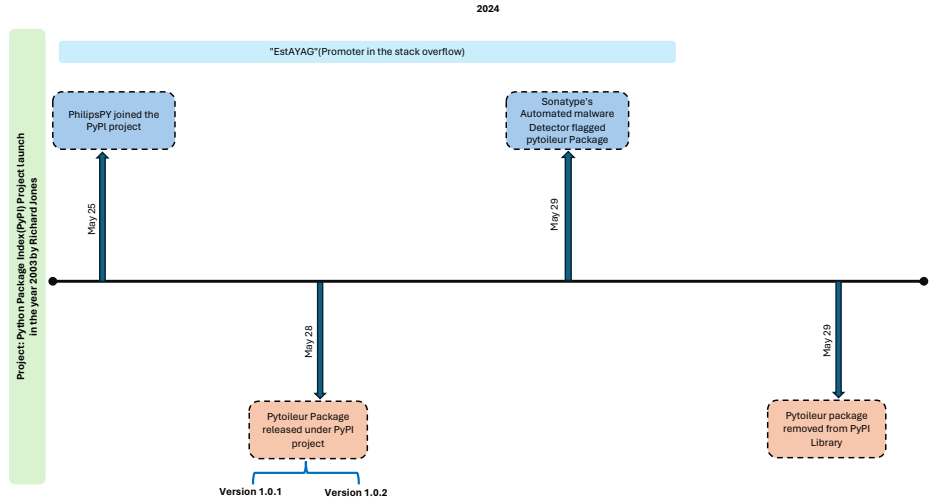 2024
"EstAYAG"(Promoter in the stack overflow)
Project: Python Package Index(PyPI) Project launch
in the year 2003 by Richard Jones
PhilipsPY joined the
PyPI project
Sonatype's
Automated malware
Detector flagged
pytoileur Package
May 25
May 29
May 28
May 29
Pytoileur Package
released under PyPI
project
Pytoileur package
removed from PyPI
Library
Version 1.0.1
Version 1.0.2